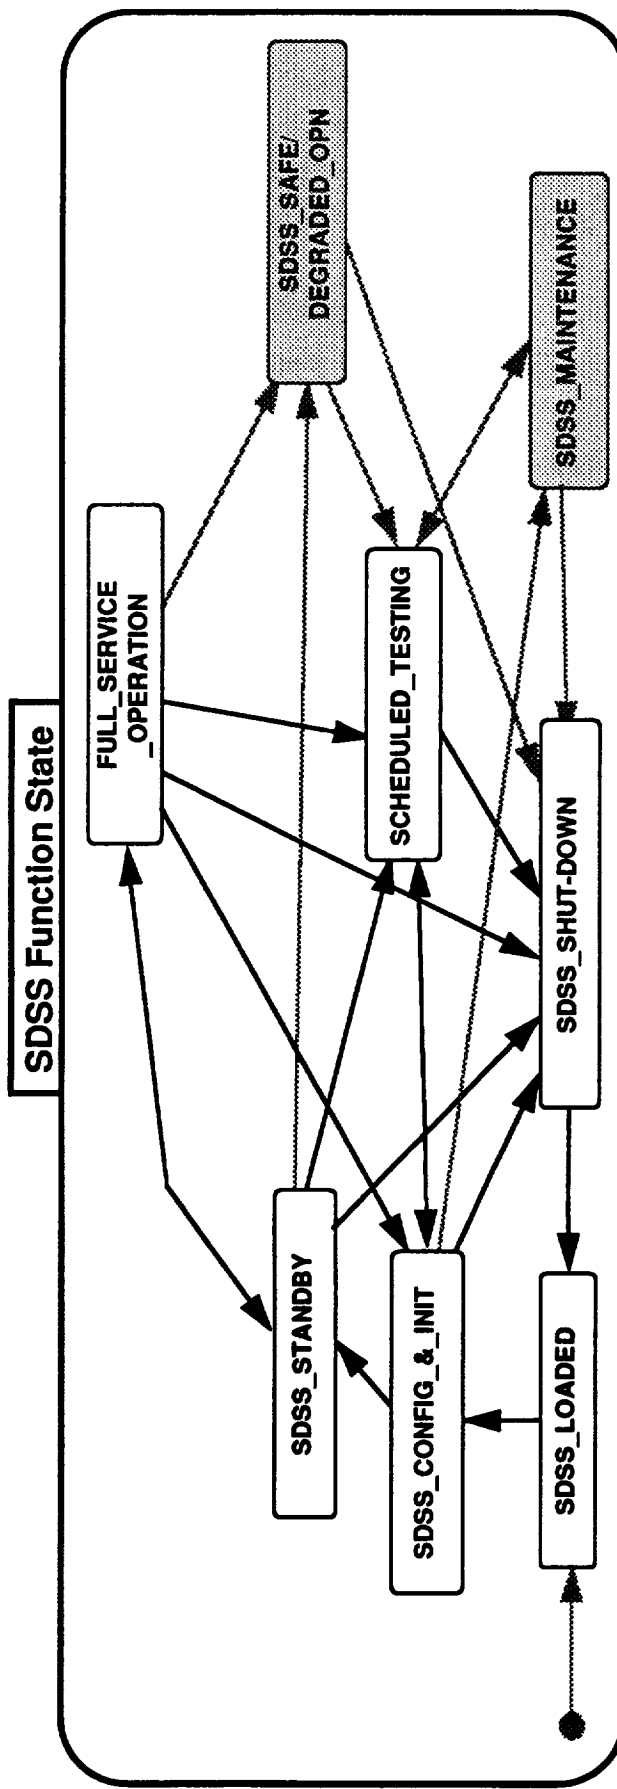 SDSS Function State
FULL_SERVICE
_OPERATION
SDSS_STANDBY
SDSS_SAFE/
DEGRADED_OPN
SDSS_CONFIG_&_INIT
SCHEDULED_TESTING
SDSS_LOADED
SDSS_SHUT-DOWN
SDSS_MAINTENANCE